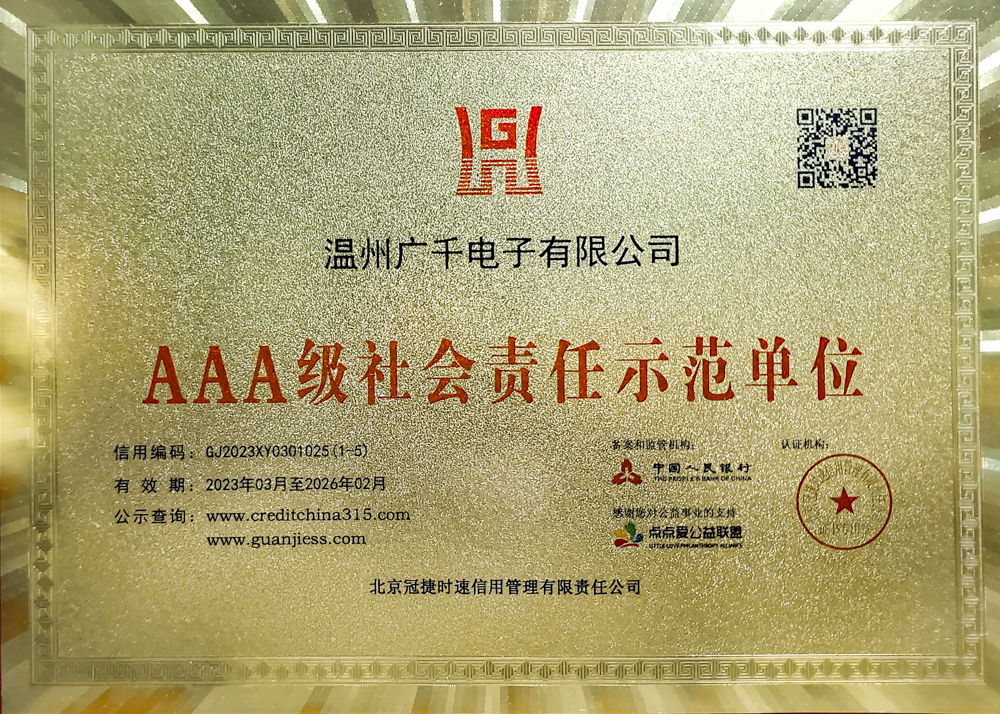 温州广千电子有限公司
AAA级社会责任示范单位
信用编码：GJ2023XY0301025(1-5)
有 效 期：2023年03月至2026年02月
公示查询：www.creditchina315.com
www.guanjiess.com
备案和监管机构：
中国人民银行
THE PEOPLE'S BANK OF CHINA
感谢您对公益事业的支持
点点爱公益联盟
LITTLE LOVE PHILANTHROPY ALLIANCE
认证机构：
北京冠捷时速信用管理有限责任公司